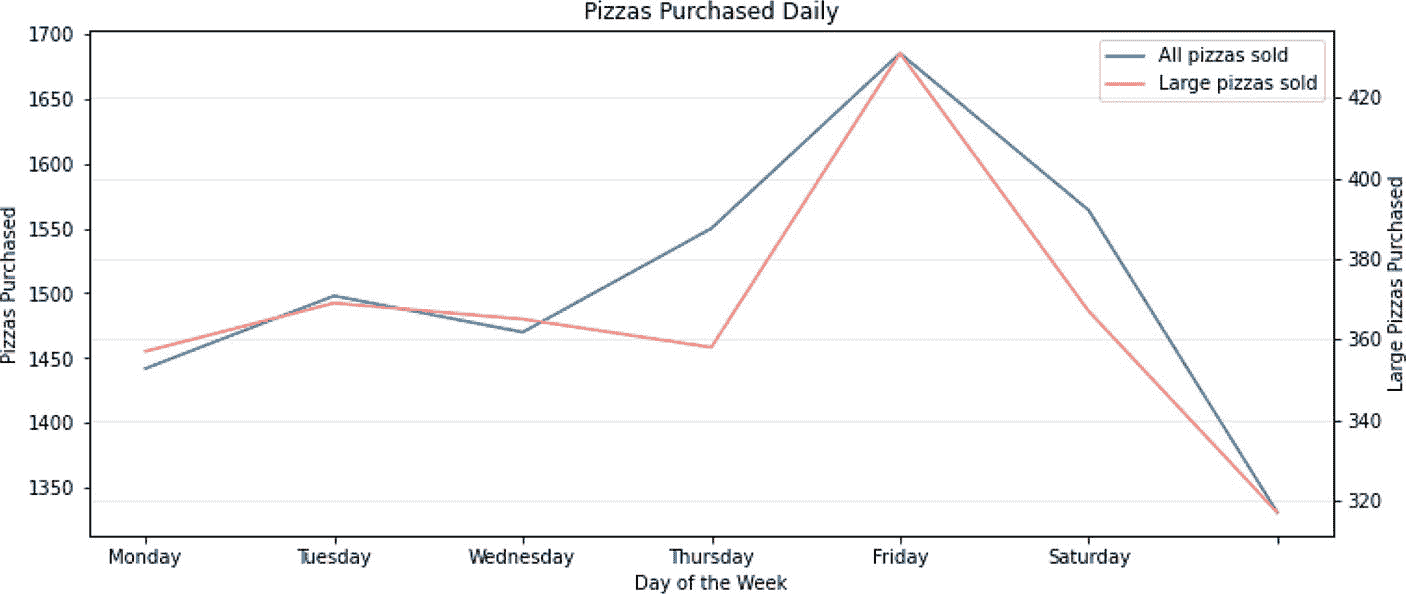 Pizzas Purchased Daily
All pizzas sold
Large pizzas sold
Pizzas Purchased
1700
1650
1600
1550
1500
1450
1400
1350
420
400
380
360
340
320
Large Pizzas Purchased
Monday Tuesday Wednesday Thursday Friday Saturday
Day of the Week